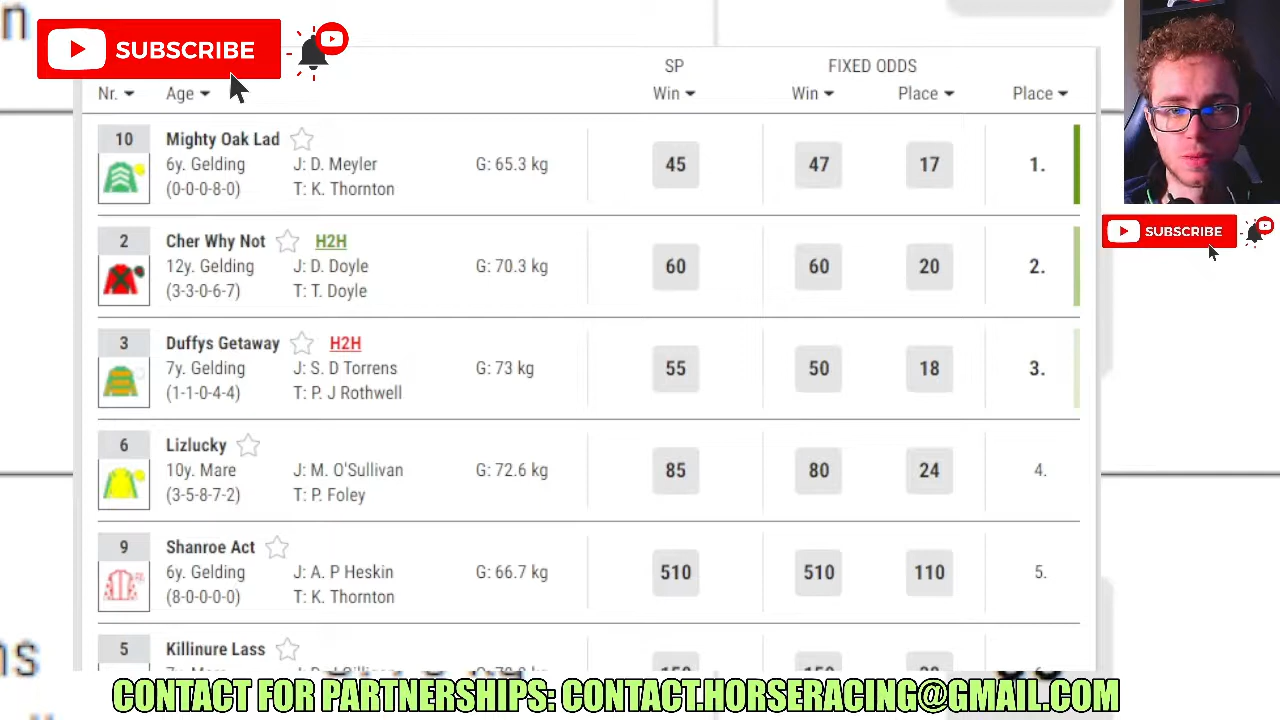 SUBSCRIBE
SP
FIXED ODDS
Nr.
Age
Win
Win
Place
Place
10
Mighty Oak Lad
6y. Gelding
(0-0-0-8-0)
J: D. Meyler
T: K. Thornton
G: 65.3 kg
45
47
17
1.
SUBSCRIBE
2
Cher Why Not
H2H
12y. Gelding
(3-3-0-6-7)
J: D. Doyle
T: T. Doyle
G: 70.3 kg
60
60
20
2.
3
Duffys Getaway
H2H
7y. Gelding
(1-1-0-4-4)
J: S. D Torrens
T: P. J Rothwell
G: 73 kg
55
50
18
3.
6
Lizlucky
10y. Mare
(3-5-8-7-2)
J: M. O'Sullivan
T: P. Foley
G: 72.6 kg
85
80
24
4.
9
Shanroe Act
6y. Gelding
(8-0-0-0-0)
J: A. P Heskin
T: K. Thornton
G: 66.7 kg
510
510
110
5.
5
Killinure Lass
CONTACT FOR PARTNERSHIPS: CONTACT.HORSERACING@GMAIL.COM